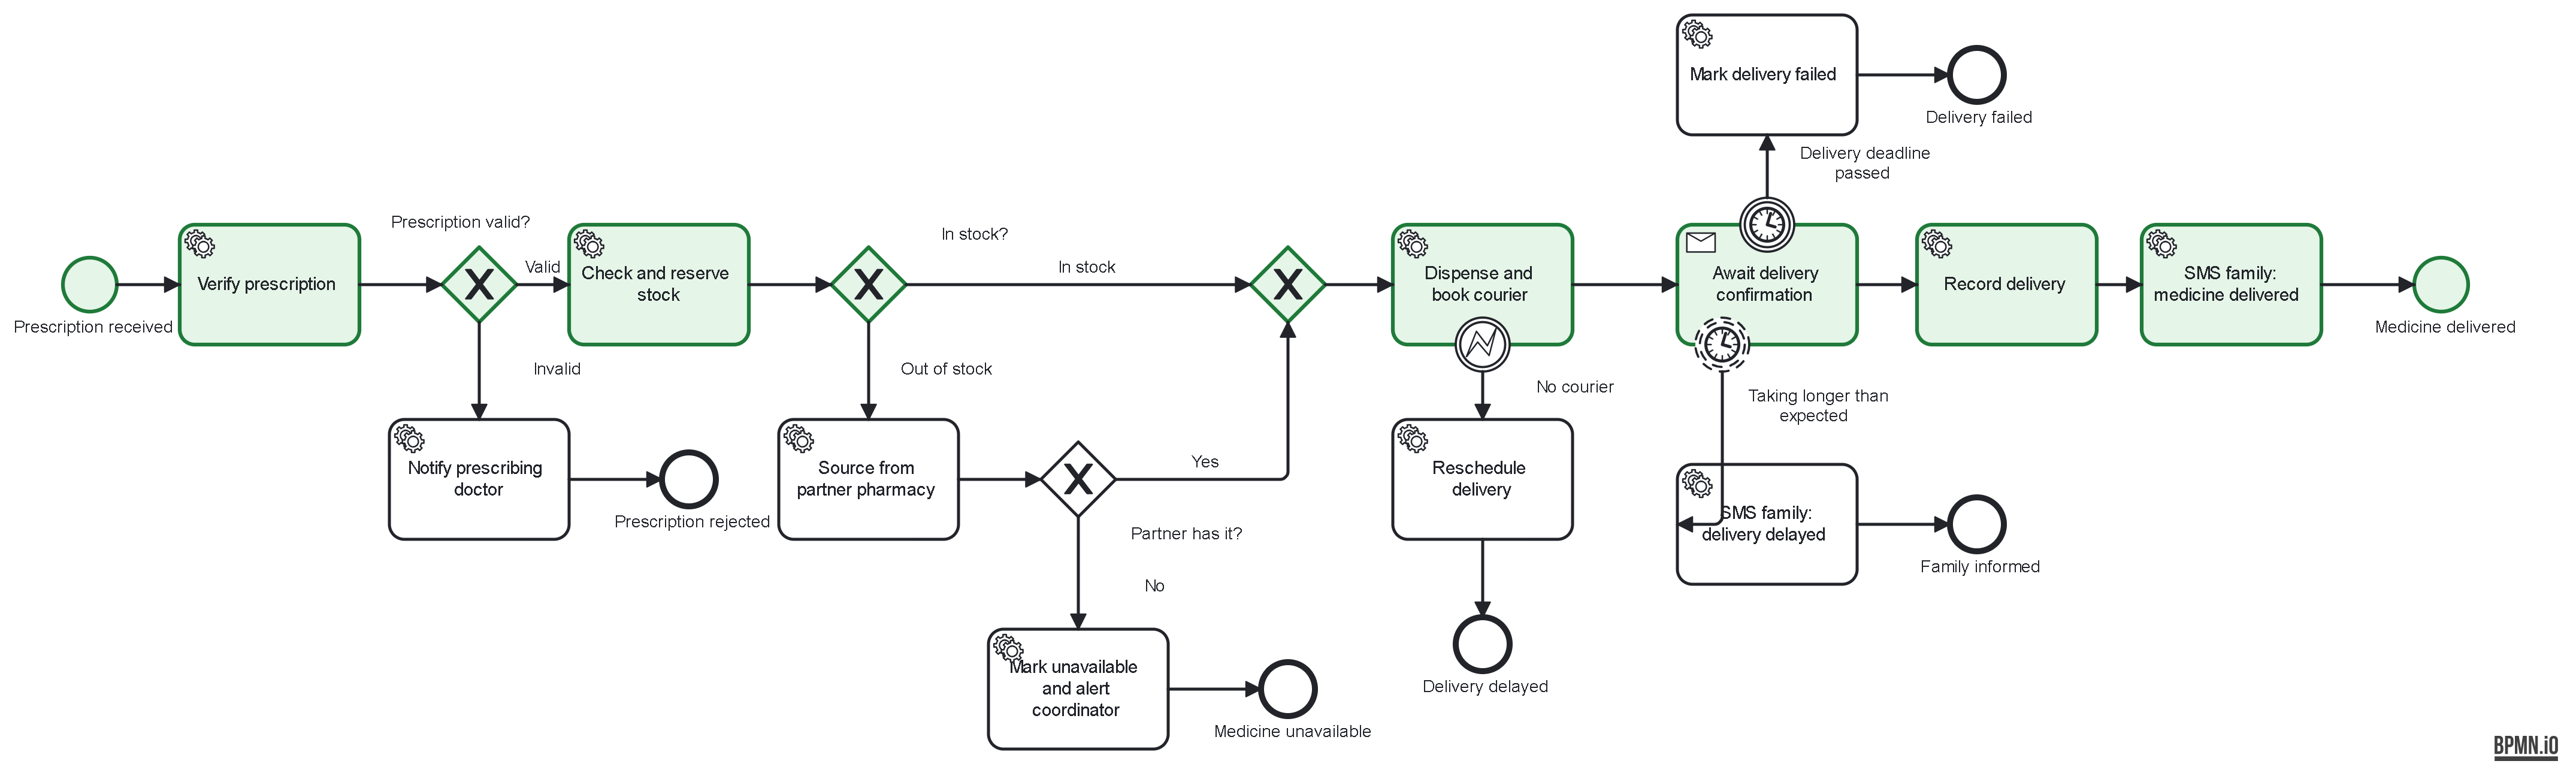 Mark delivery failed
Delivery failed
Delivery deadline
passed
Prescription valid?
In stock?
Valid
In stock
Prescription received
Verify prescription
Check and reserve
stock
Dispense and
book courier
Await delivery
confirmation
Record delivery
SMS family:
medicine delivered
Medicine delivered
Invalid
Out of stock
No courier
Taking longer than
expected
Notify prescribing
doctor
Prescription rejected
Source from
partner pharmacy
Yes
Partner has it?
No
Reschedule
delivery
SMS family:
delivery delayed
Family informed
Mark unavailable
and alert
coordinator
Medicine unavailable
Delivery delayed
BPMN.iO